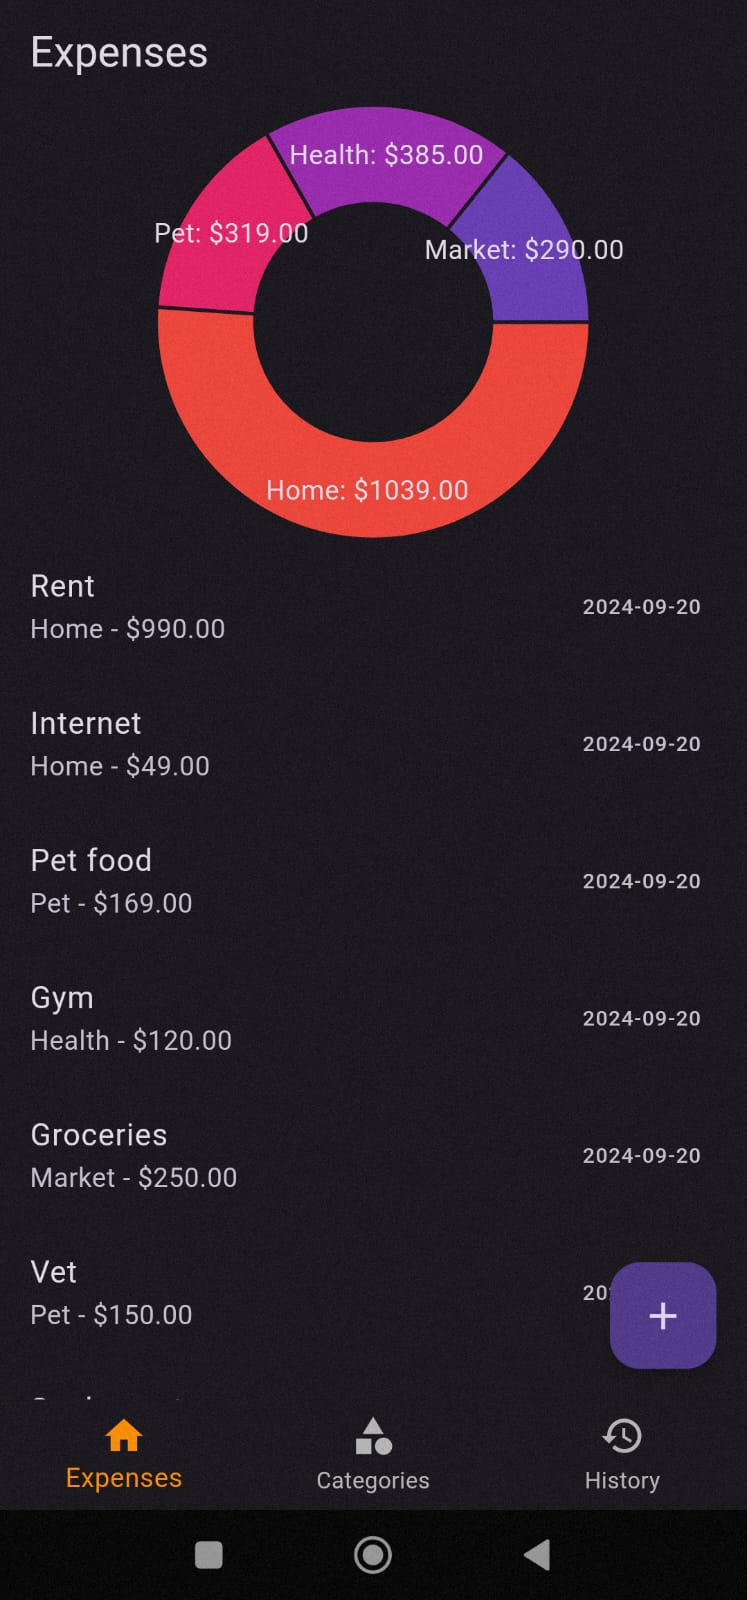 Expenses
Health: $385.00
Pet: $319.00
Market: $290.00
Home: $1039.00
Rent
Home - $990.00
2024-09-20
Internet
Home - $49.00
2024-09-20
Pet food
Pet - $169.00
2024-09-20
Gym
Health - $120.00
2024-09-20
Groceries
Market - $250.00
2024-09-20
Vet
Pet - $150.00
Expenses
Categories
History